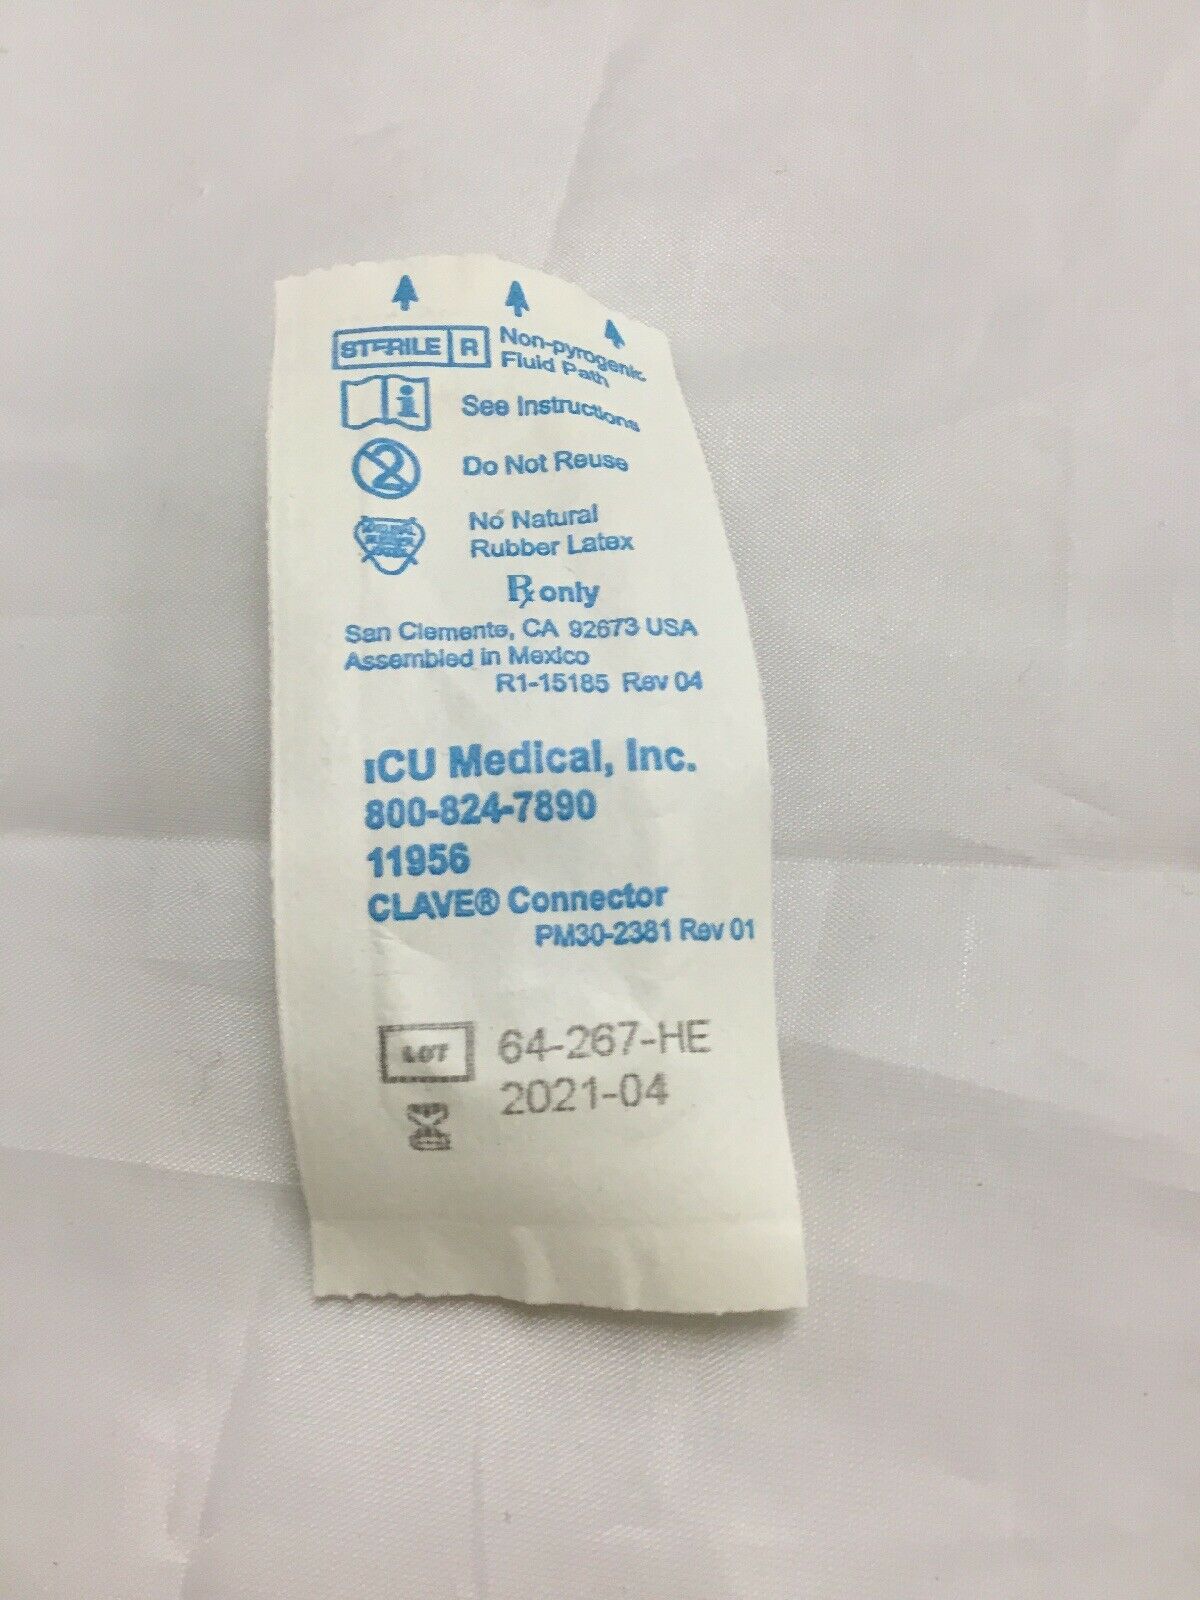 STERILE R
Non-pyrogenic
Fluid Path
See Instructions
Do Not Reuse
No Natural
Rubber Latex
Rx only
San Clemente, CA 92673 USA
Assembled in Mexico
R1-15185 Rev 04
ICU Medical, Inc.
800-824-7890
11956
CLAVE® Connector
PM30-2381 Rev 01
LOT 64-267-HE
2021-04